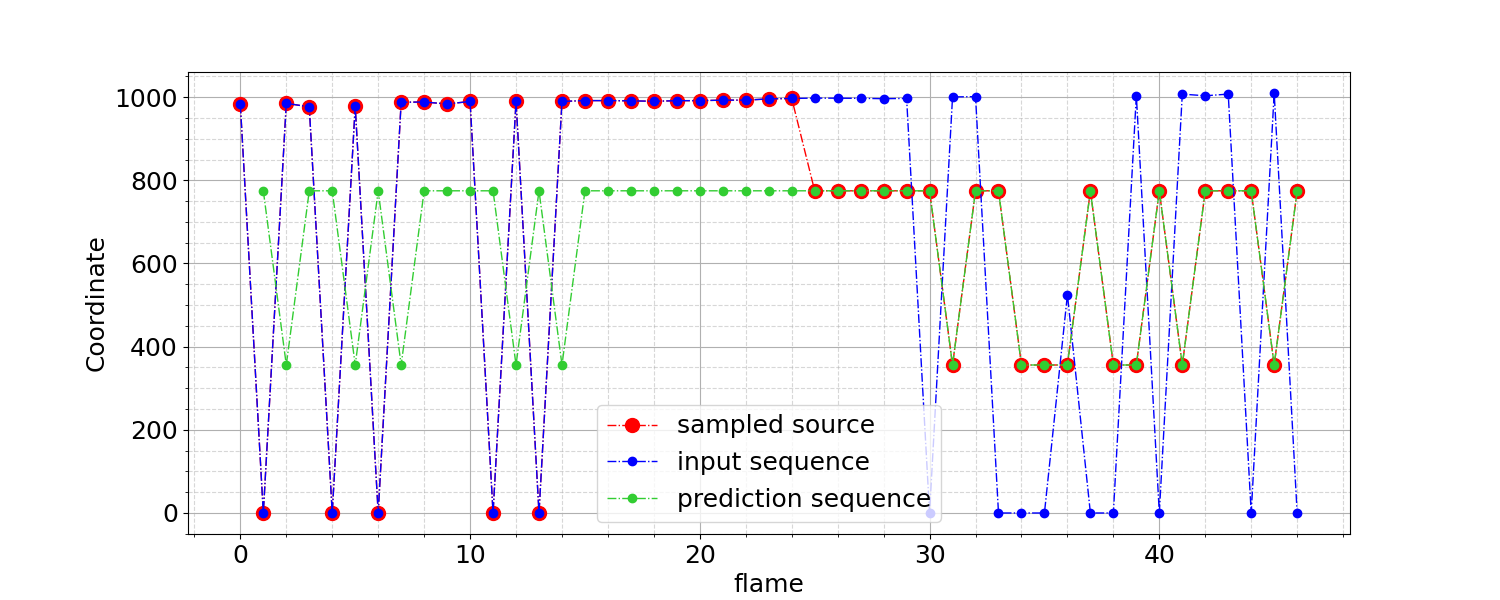 1000
800
600
400
200
0
Coordinate
sampled source
input sequence
prediction sequence
0 10 20 30 40
flame